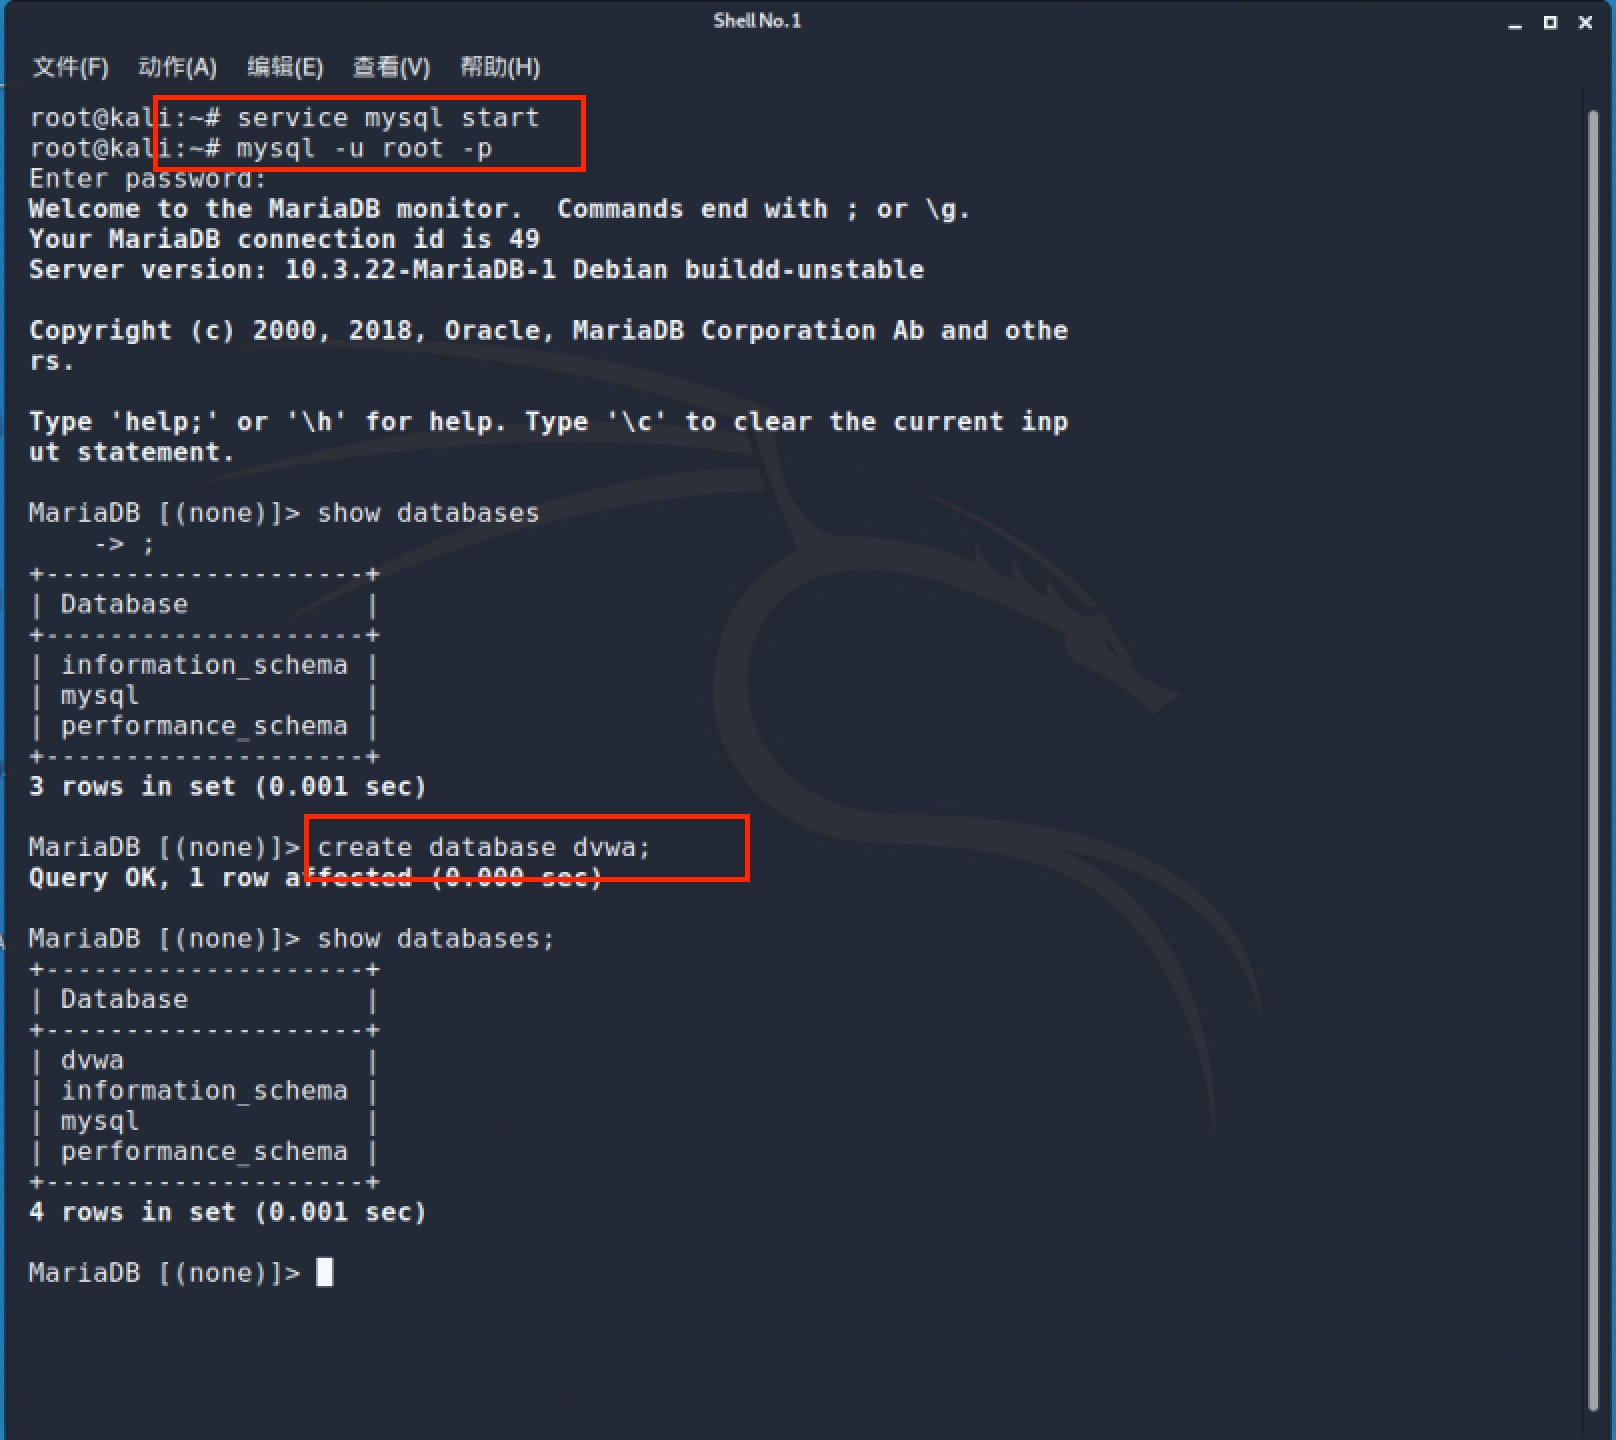 Shell No. 1
文件(F) 动作(A) 编辑(E) 查看(V) 帮助(H)
root@kali:~# service mysql start
root@kali:~# mysql -u root -p
Enter password:
Welcome to the MariaDB monitor.  Commands end with ; or \g.
Your MariaDB connection id is 49
Server version: 10.3.22-MariaDB-1 Debian buildd-unstable
Copyright (c) 2000, 2018, Oracle, MariaDB Corporation Ab and othe
rs.
Type 'help;' or '\h' for help. Type '\c' to clear the current inp
ut statement.
MariaDB [(none)]> show databases
    -> ;
+--------------------+
| Database           |
+--------------------+
| information_schema |
| mysql              |
| performance_schema |
+--------------------+
3 rows in set (0.001 sec)
MariaDB [(none)]> create database dvwa;
Query OK, 1 row affected (0.000 sec)
MariaDB [(none)]> show databases;
+--------------------+
| Database           |
+--------------------+
| dvwa               |
| information_schema |
| mysql              |
| performance_schema |
+--------------------+
4 rows in set (0.001 sec)
MariaDB [(none)]>